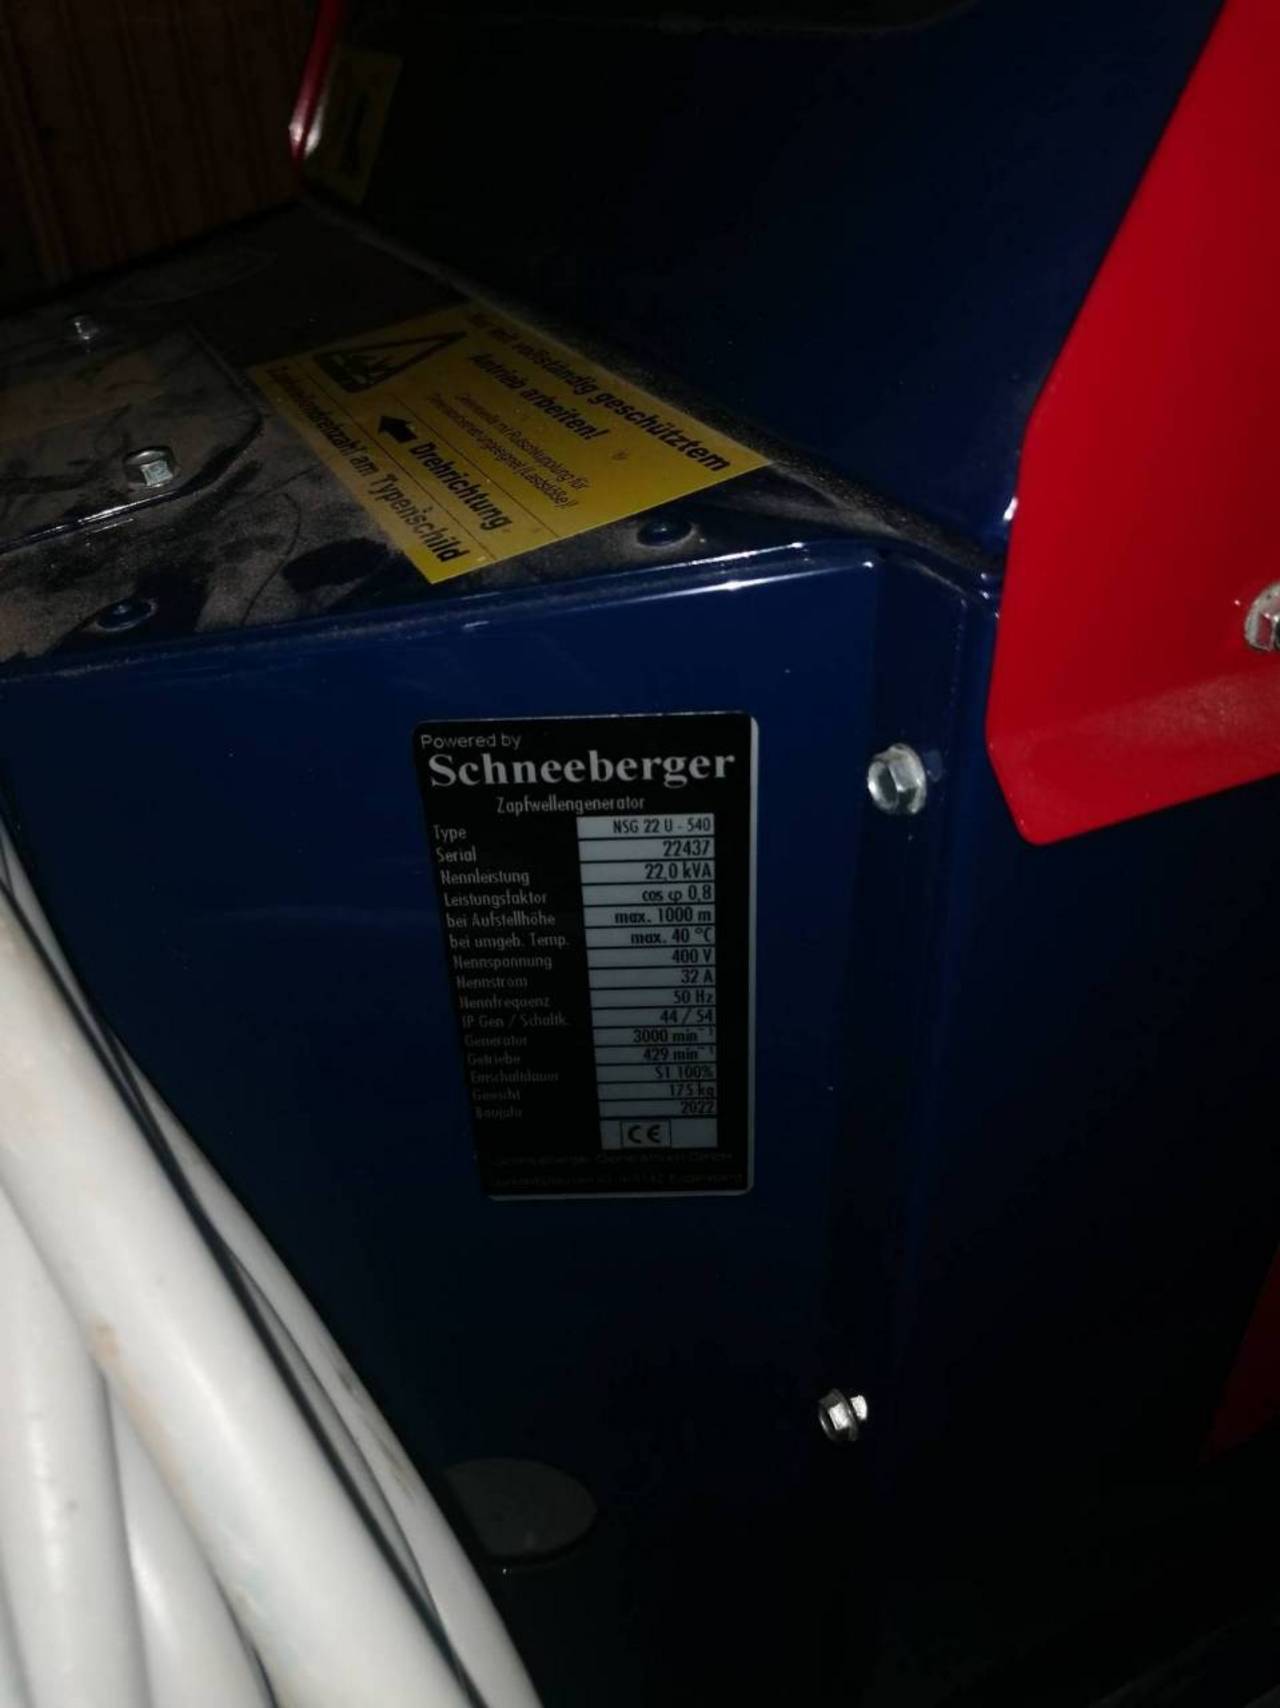 Nur mit vollständig geschütztem
Antrieb arbeiten!
Drehrichtung
am Typenschild
Powered by
Schneeberger
Zapfwellengenerator
Type NSG 22 U - 540
Serial 22437
Nennleistung 22,0 kVA
Leistungsfaktor cos φ 0,8
bei Aufstellhöhe max. 1000 m
bei umgeb. Temp. max. 40 °C
Nennspannung 400 V
Nennstrom 32 A
Nennfrequenz 50 Hz
IP Gen / Schaltk. 44 / 54
Generator 3000 min⁻¹
Getriebe 429 min⁻¹
Einschaltdauer S1 100%
Gewicht 175 kg
Baujahr 2022
CE